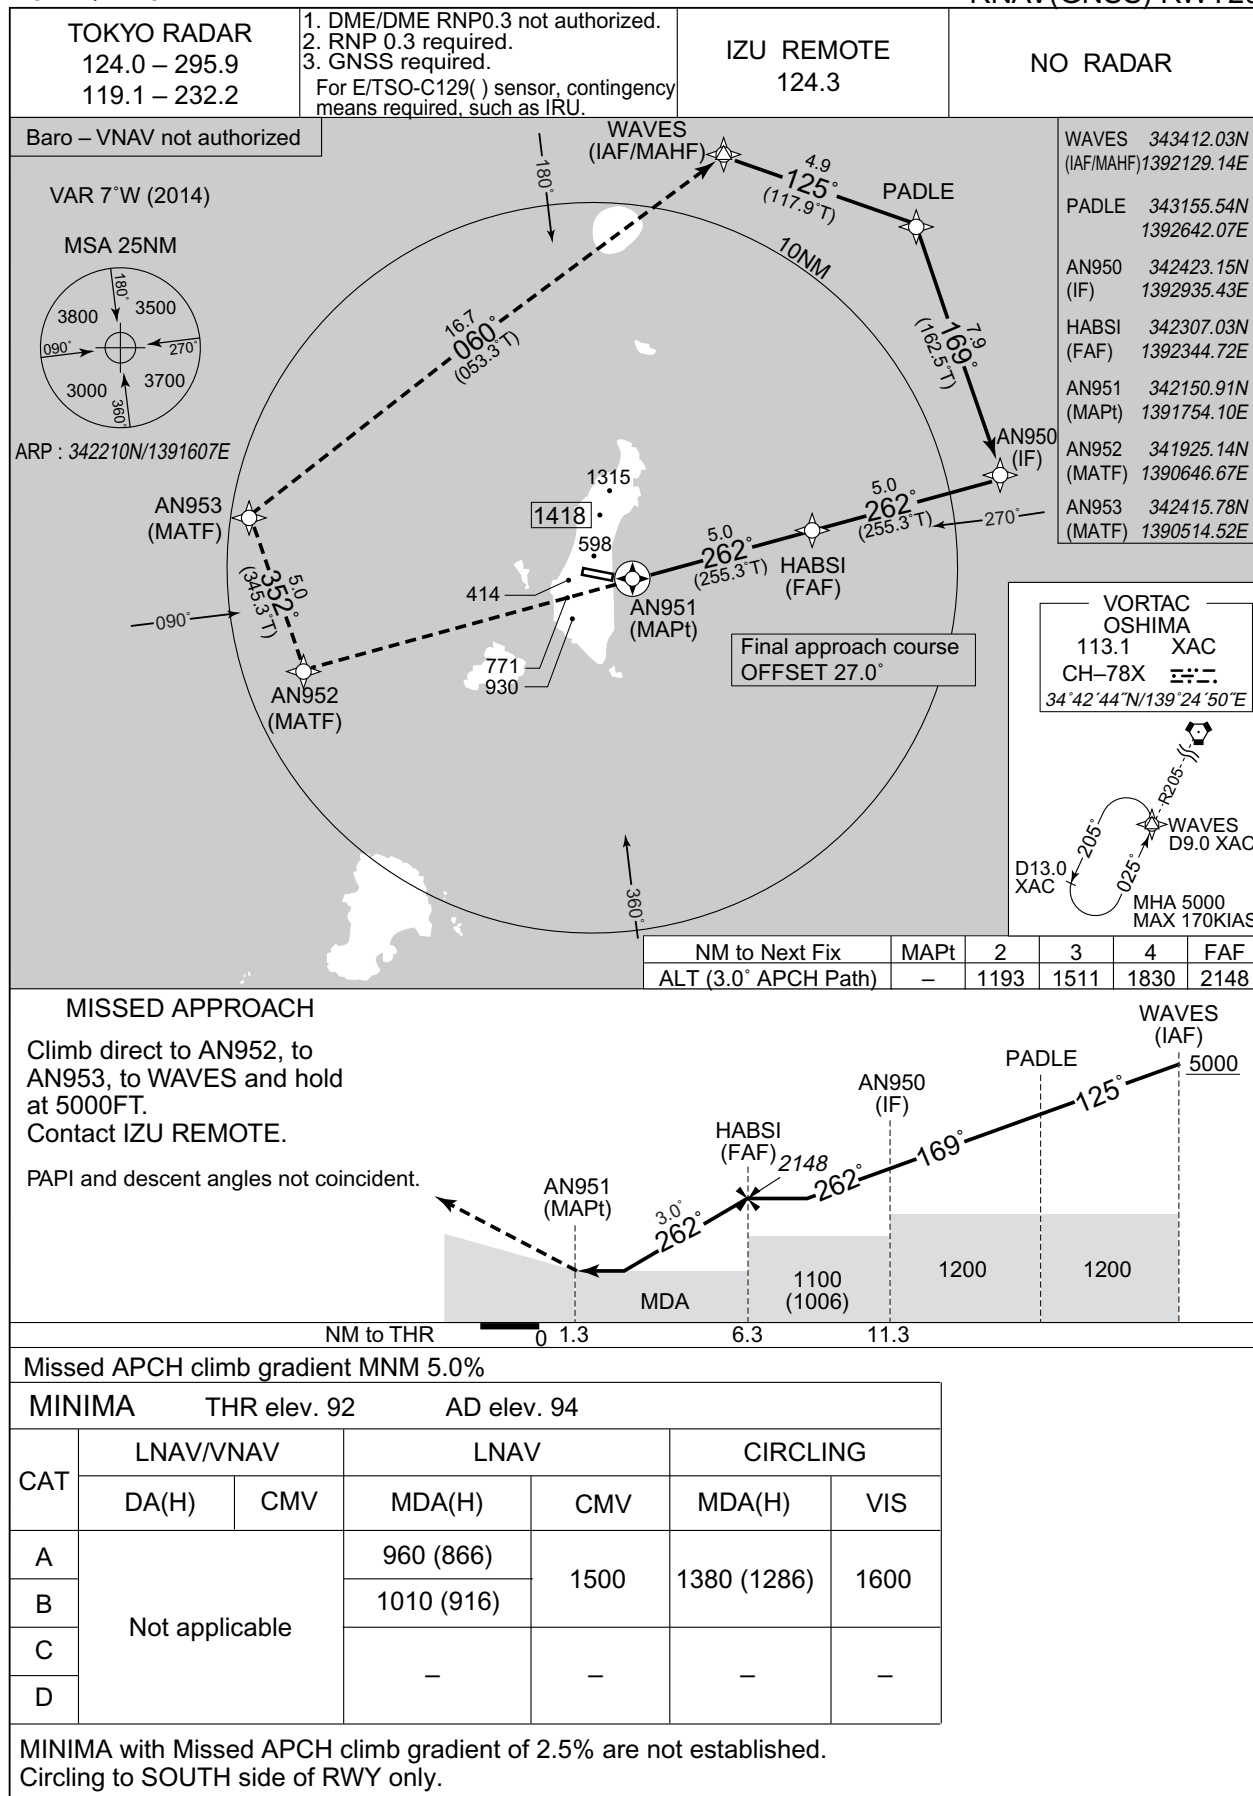 TOKYO RADAR
124.0 – 295.9
119.1 – 232.2
1. DME/DME RNP0.3 not authorized.
2. RNP 0.3 required.
3. GNSS required.
For E/TSO-C129( ) sensor, contingency
means required, such as IRU.
IZU REMOTE
124.3
NO RADAR
Baro – VNAV not authorized
VAR 7˚W (2014)
MSA 25NM
180˚
3800
3500
090˚
270˚
3000
3700
360˚
ARP : 342210N/1391607E
WAVES
(IAF/MAHF)
180˚
4.9
125˚
(117.9˚T)
PADLE
10NM
7.9
169˚
(162.5˚T)
16.7
060˚
(053.3˚T)
AN950
(IF)
AN953
(MATF)
1315
1418
598
414
771
930
5.0
262˚
(255.3˚T)
270˚
5.0
262˚
(255.3˚T)
HABSI
(FAF)
AN951
(MAPt)
5.0
352˚
(345.3˚T)
090˚
AN952
(MATF)
Final approach course
OFFSET 27.0˚
360˚
WAVES 343412.03N
(IAF/MAHF) 1392129.14E
PADLE 343155.54N
1392642.07E
AN950 342423.15N
(IF) 1392935.43E
HABSI 342307.03N
(FAF) 1392344.72E
AN951 342150.91N
(MAPt) 1391754.10E
AN952 341925.14N
(MATF) 1390646.67E
AN953 342415.78N
(MATF) 1390514.52E
VORTAC
OSHIMA
113.1 XAC
CH–78X
34˚42´44˝N/139˚24´50˝E
R205
WAVES
D9.0 XAC
205˚
025˚
D13.0
XAC
MHA 5000
MAX 170KIAS
NM to Next Fix MAPt 2 3 4 FAF
ALT (3.0˚ APCH Path) – 1193 1511 1830 2148
MISSED APPROACH
Climb direct to AN952, to
AN953, to WAVES and hold
at 5000FT.
Contact IZU REMOTE.
PAPI and descent angles not coincident.
WAVES
(IAF)
5000
PADLE
125˚
AN950
(IF)
169˚
HABSI
(FAF)
2148
262˚
AN951
(MAPt)
3.0˚
262˚
MDA
1100
(1006)
1200
1200
NM to THR 0 1.3 6.3 11.3
Missed APCH climb gradient MNM 5.0%
MINIMA THR elev. 92 AD elev. 94
CAT LNAV/VNAV LNAV CIRCLING
DA(H) CMV MDA(H) CMV MDA(H) VIS
A 960 (866)
Not applicable 1500 1380 (1286) 1600
B 1010 (916)
C
– – – –
D
MINIMA with Missed APCH climb gradient of 2.5% are not established.
Circling to SOUTH side of RWY only.